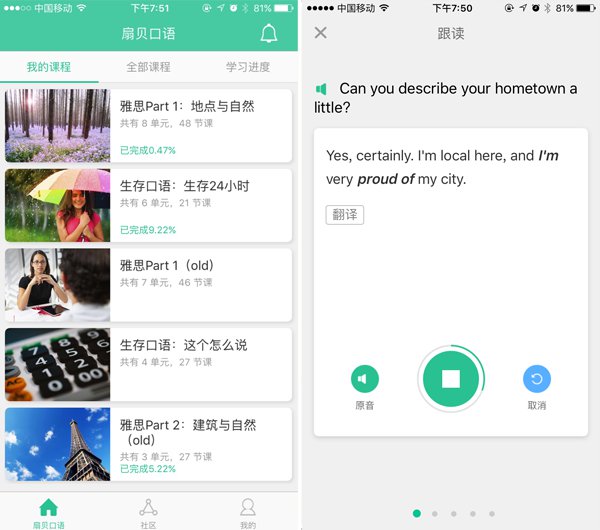 中国移动 下午7:51 81%
扇贝口语
我的课程 全部课程 学习进度
雅思Part 1：地点与自然
共有 8 单元，48 节课
已完成0.47%
生存口语：生存24小时
共有 6 单元，21 节课
已完成9.22%
雅思Part 1（old）
共有 7 单元，46 节课
生存口语：这个怎么说
共有 4 单元，27 节课
雅思Part 2：建筑与自然
（old）
共有 3 单元，27 节课
已完成5.22%
扇贝口语 社区 我的
中国移动 下午7:50 81%
跟读
Can you describe your hometown a
little?
Yes, certainly. I'm local here, and I'm
very proud of my city.
翻译
原音 取消